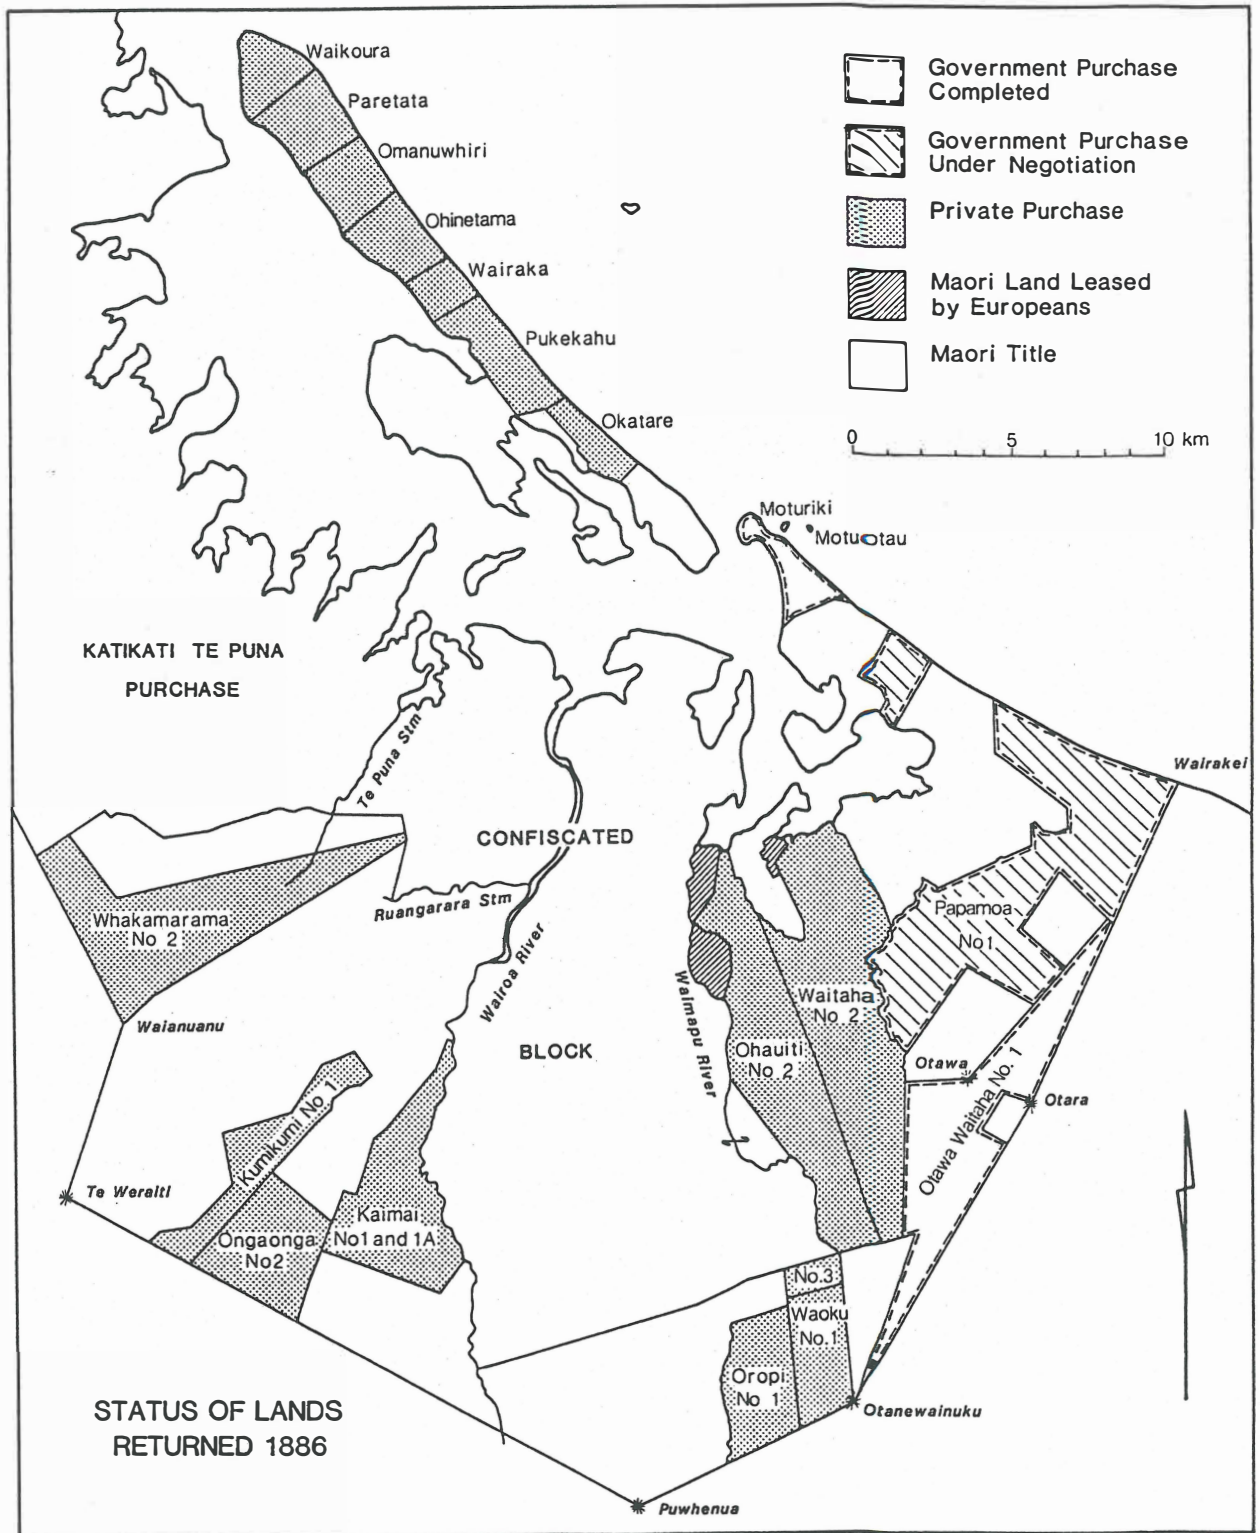 Waikoura
Paretata
Omanuwhiri
Ohinetama
Wairaka
Pukekahu
Okatare
Government Purchase
Completed
Government Purchase
Under Negotiation
Private Purchase
Maori Land Leased
by Europeans
Maori Title
0 5 10 km
Moturiki
Motuotau
KATIKATI TE PUNA
PURCHASE
Te Puna Stm
Wairakei
CONFISCATED
Ruangarara Stm
Whakamarama
No 2
Papamoa
No1
Wairoa River
Waimapu River
Waitaha
No 2
Waianuanu
BLOCK
Ohauiti
No 2
Otawa
Otawa Waitaha No. 1
Otara
Kumikumi No 1
Te Weraiti
Kaimai
No1 and 1A
Ongaonga
No2
No.3
Waoku
No.1
Oropi
No 1
Otanewainuku
STATUS OF LANDS
RETURNED 1886
Puwhenua